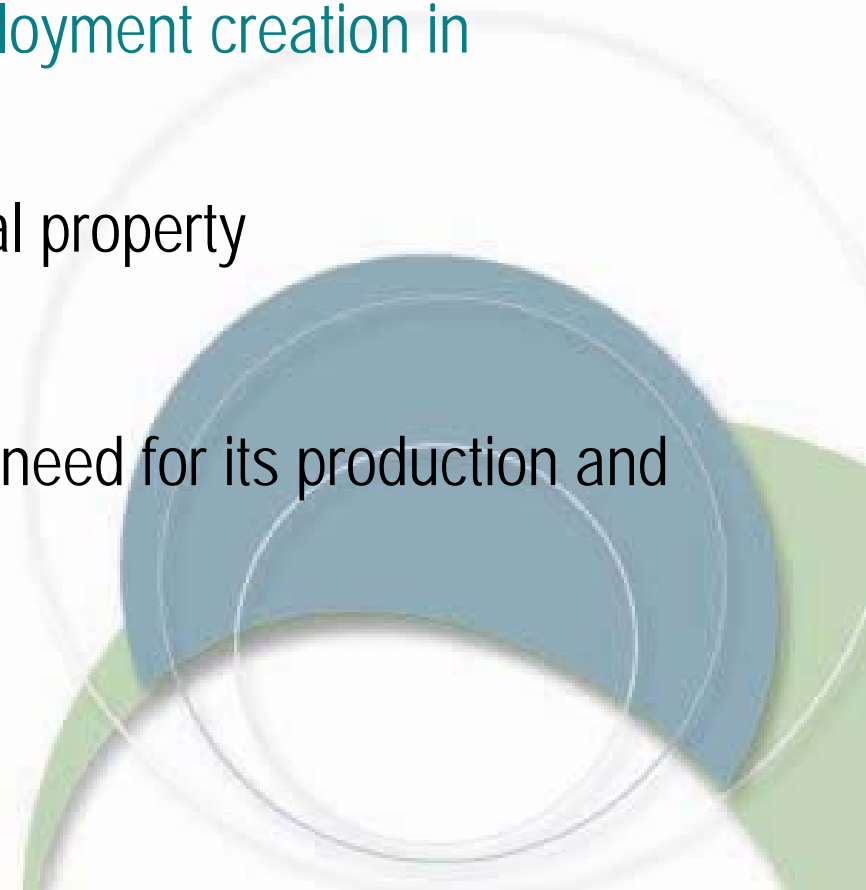 loyment creation in
al property
need for its production and